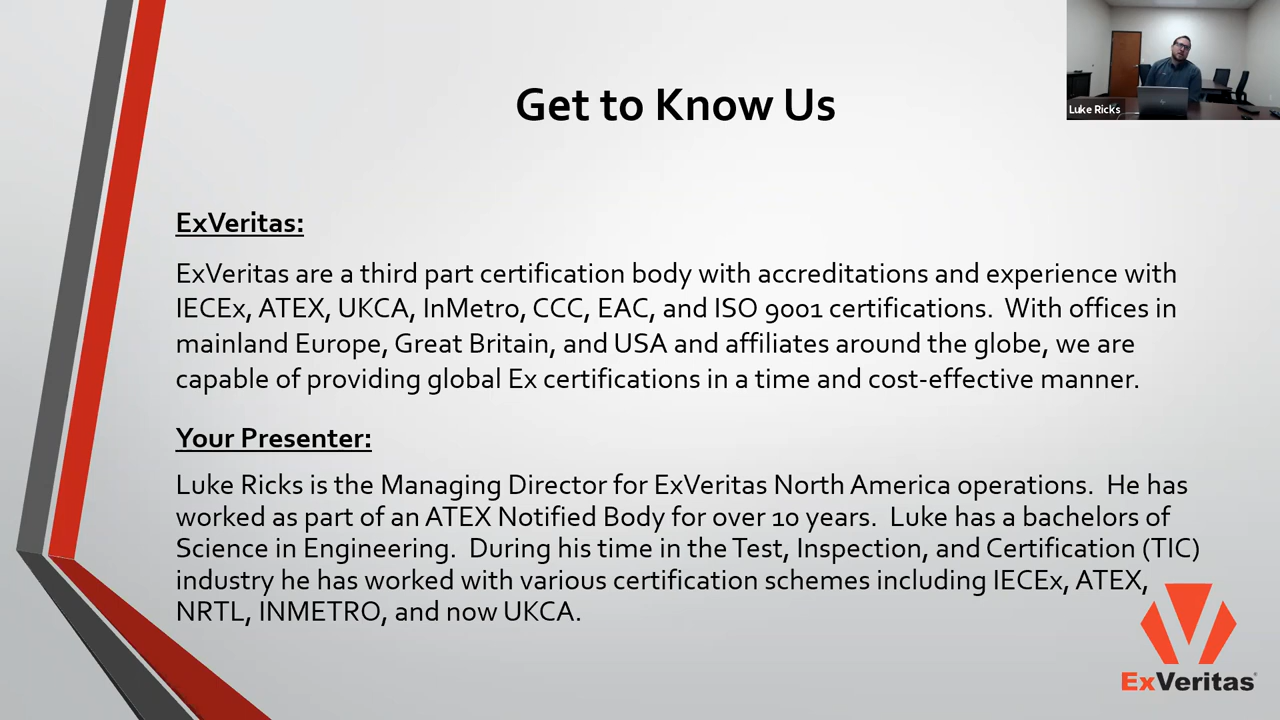 Get to Know Us
Luke Ricks
ExVeritas:
ExVeritas are a third part certification body with accreditations and experience with
IECEx, ATEX, UKCA, InMetro, CCC, EAC, and ISO 9001 certifications.  With offices in
mainland Europe, Great Britain, and USA and affiliates around the globe, we are
capable of providing global Ex certifications in a time and cost-effective manner.
Your Presenter:
Luke Ricks is the Managing Director for ExVeritas North America operations.  He has
worked as part of an ATEX Notified Body for over 10 years.  Luke has a bachelors of
Science in Engineering.  During his time in the Test, Inspection, and Certification (TIC)
industry he has worked with various certification schemes including IECEx, ATEX,
NRTL, INMETRO, and now UKCA.
ExVeritas